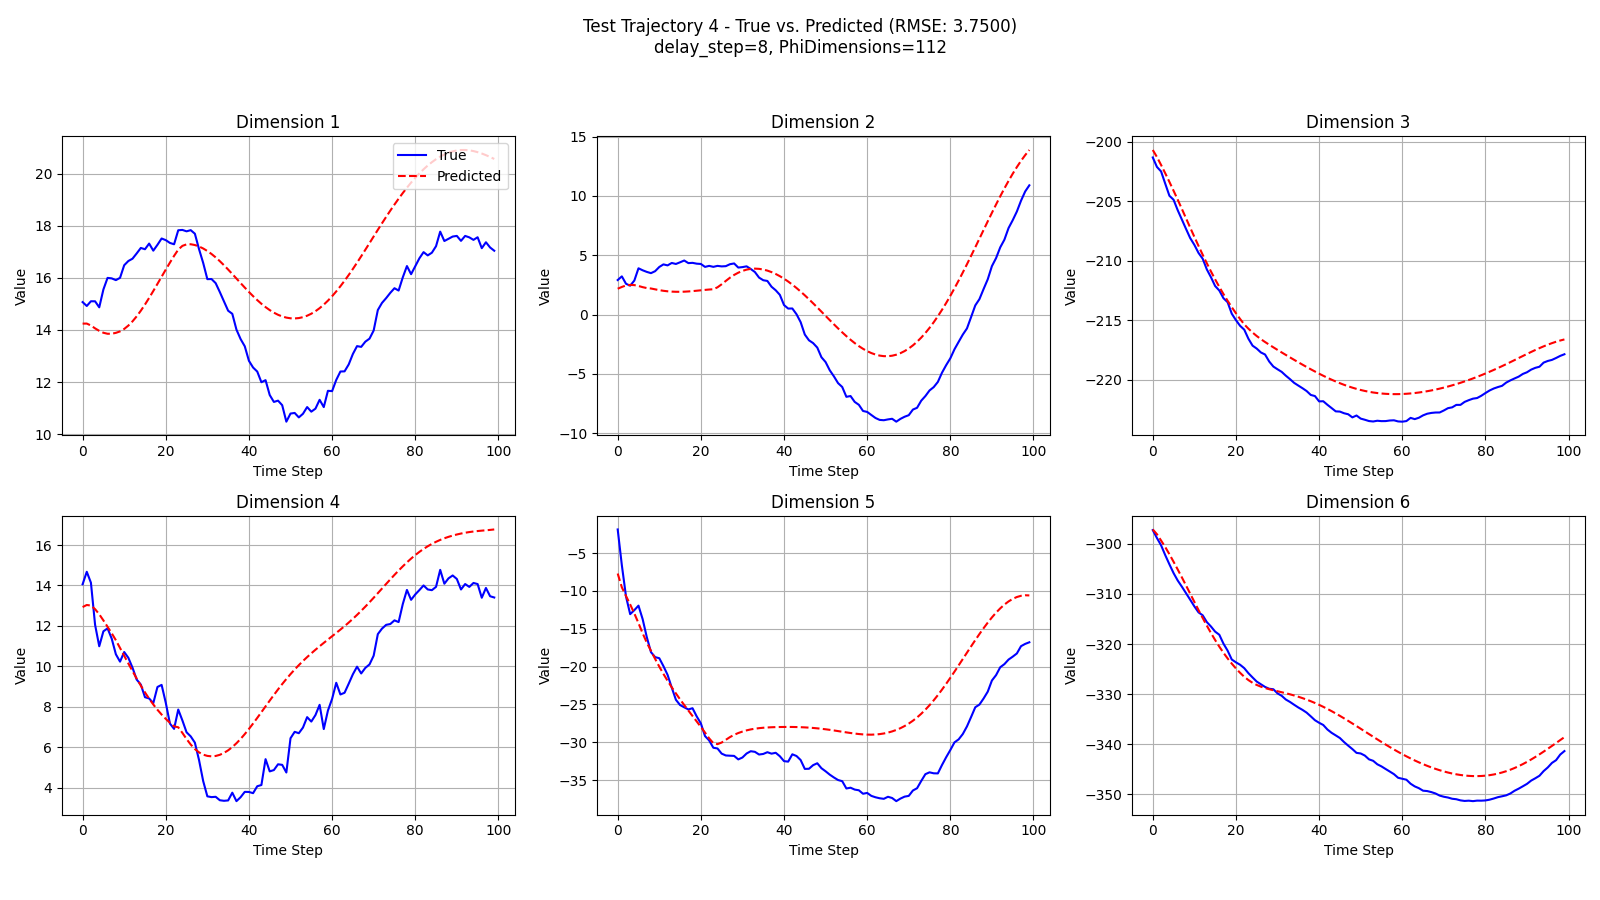 Test Trajectory 4 - True vs. Predicted (RMSE: 3.7500)
delay_step=8, PhiDimensions=112
Dimension 1
True
Predicted
Value
20
18
16
14
12
10
0 20 40 60 80 100
Time Step
Dimension 2
Value
15
10
5
0
−5
−10
0 20 40 60 80 100
Time Step
Dimension 3
Value
−200
−205
−210
−215
−220
0 20 40 60 80 100
Time Step
Dimension 4
Value
16
14
12
10
8
6
4
0 20 40 60 80 100
Time Step
Dimension 5
Value
−5
−10
−15
−20
−25
−30
−35
0 20 40 60 80 100
Time Step
Dimension 6
Value
−300
−310
−320
−330
−340
−350
0 20 40 60 80 100
Time Step